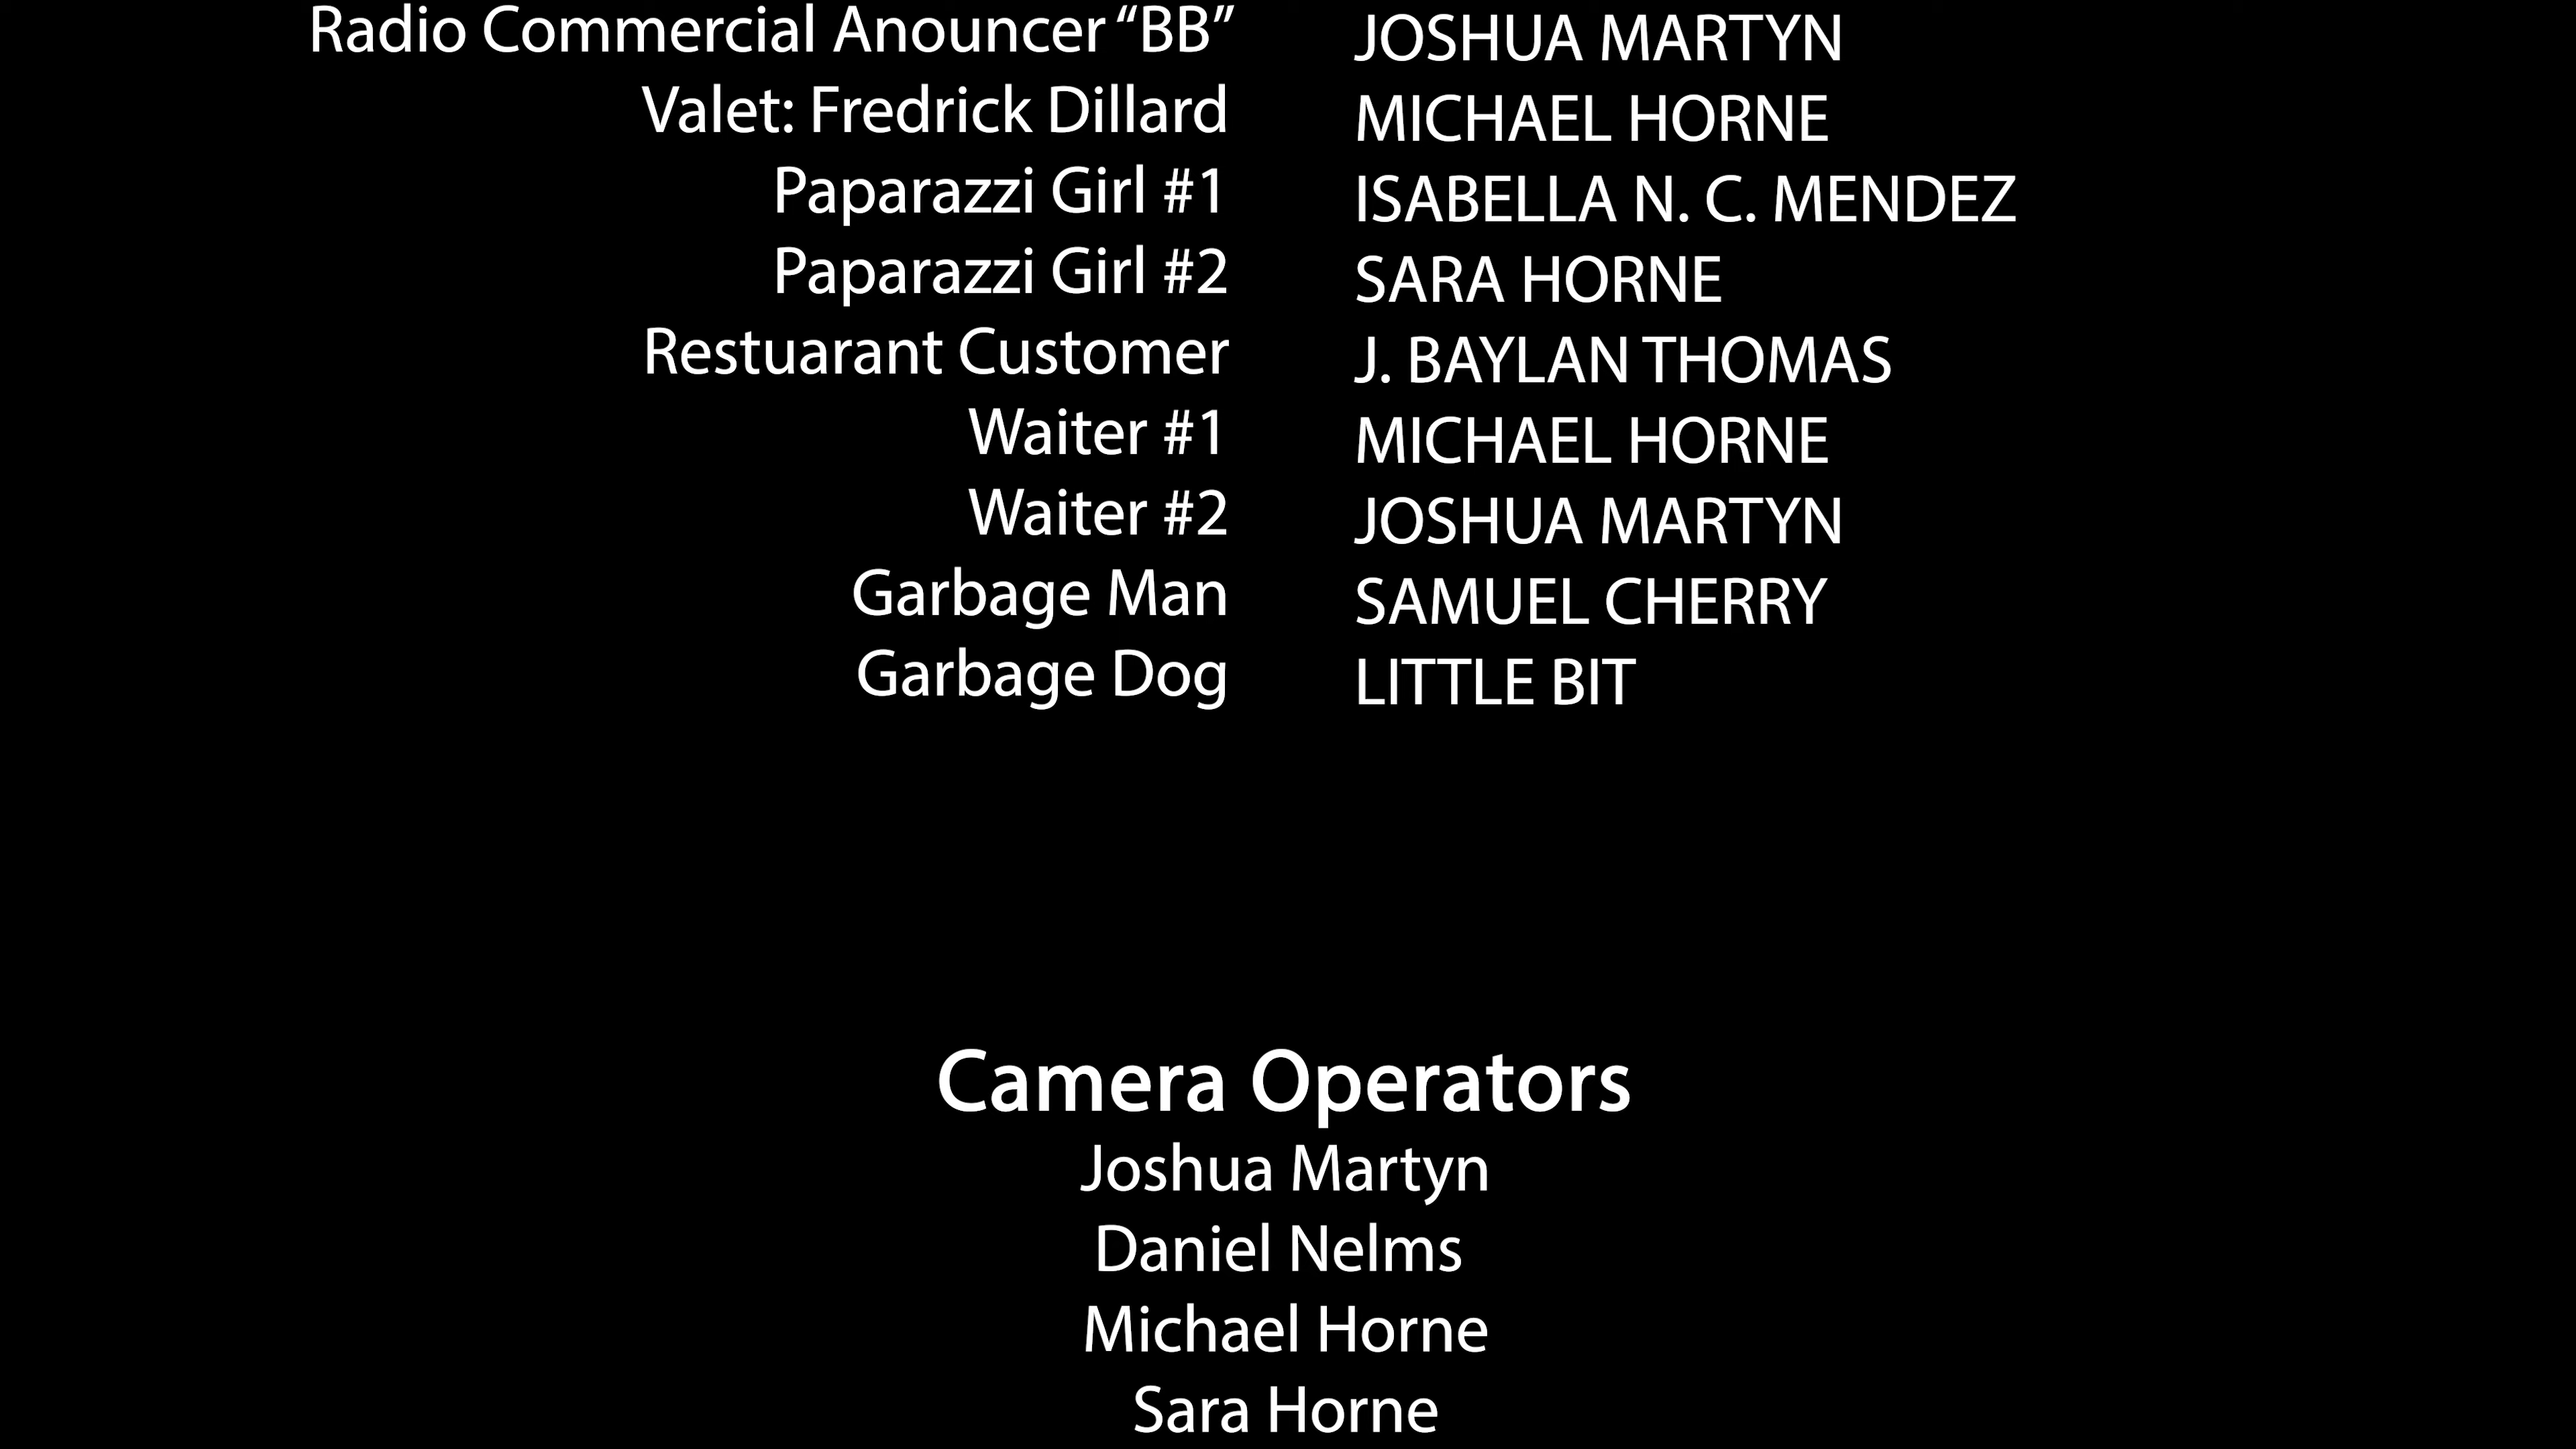 Radio Commercial Anouncer “BB” JOSHUA MARTYN
Valet: Fredrick Dillard MICHAEL HORNE
Paparazzi Girl #1 ISABELLA N. C. MENDEZ
Paparazzi Girl #2 SARA HORNE
Restuarant Customer J. BAYLAN THOMAS
Waiter #1 MICHAEL HORNE
Waiter #2 JOSHUA MARTYN
Garbage Man SAMUEL CHERRY
Garbage Dog LITTLE BIT
Camera Operators
Joshua Martyn
Daniel Nelms
Michael Horne
Sara Horne